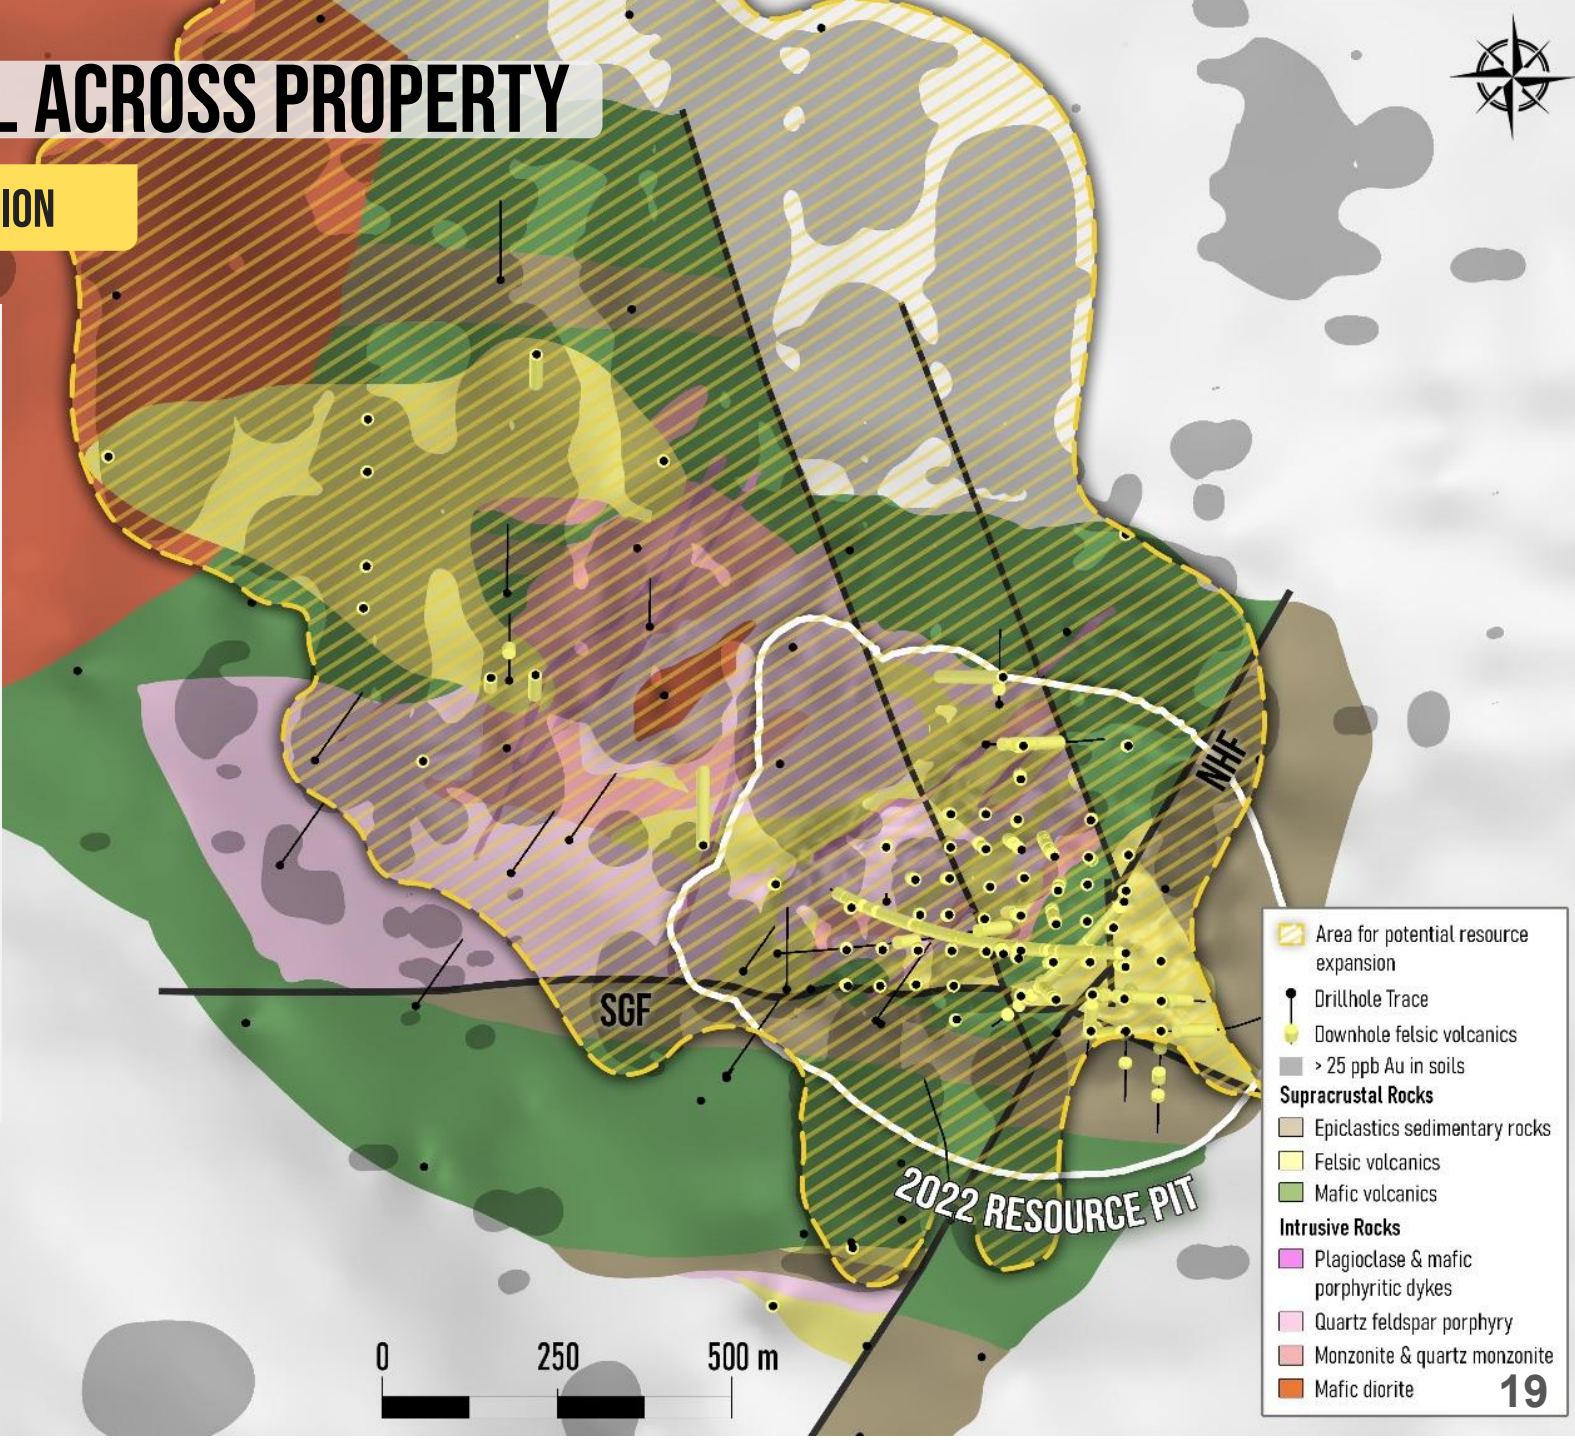 L ACROSS PROPERTY
ION
NHF
SGF
2022 RESOURCE PIT
0 250 500 m
Area for potential resource
expansion
Drillhole Trace
Downhole felsic volcanics
> 25 ppb Au in soils
Supracrustal Rocks
Epiclastics sedimentary rocks
Felsic volcanics
Mafic volcanics
Intrusive Rocks
Plagioclase & mafic
porphyritic dykes
Quartz feldspar porphyry
Monzonite & quartz monzonite
Mafic diorite
19